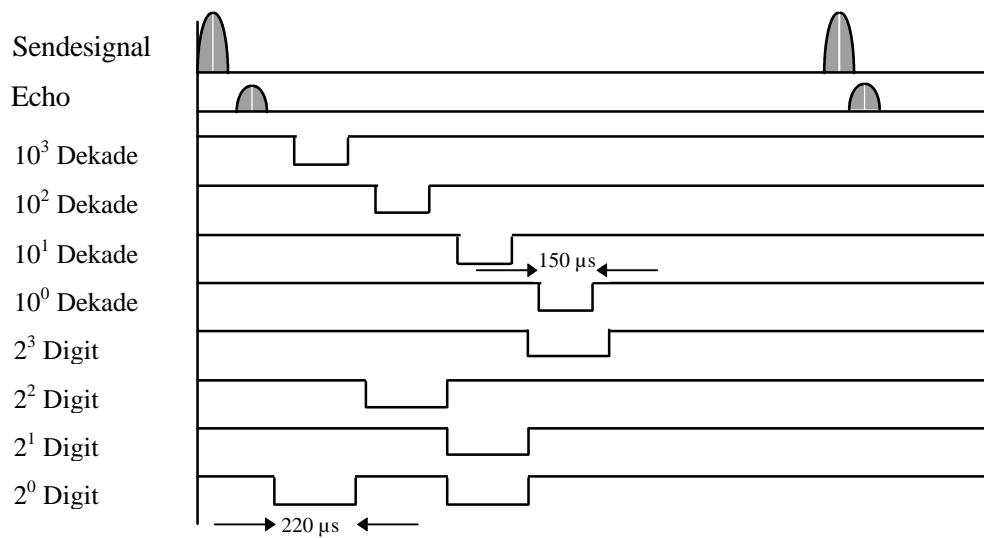 Sendesignal
Echo
10³ Dekade
10² Dekade
10¹ Dekade
150 µs
10⁰ Dekade
2³ Digit
2² Digit
2¹ Digit
2⁰ Digit
220 µs